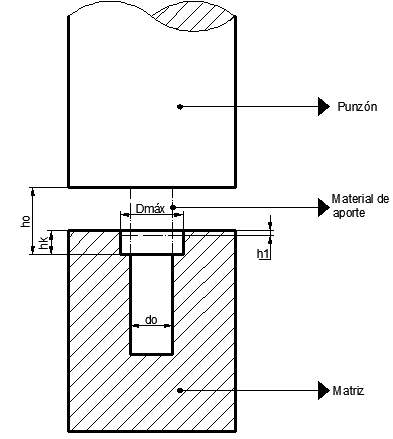 Punzón
Material de
aporte
Dmáx
ho
hk
h1
do
Matriz